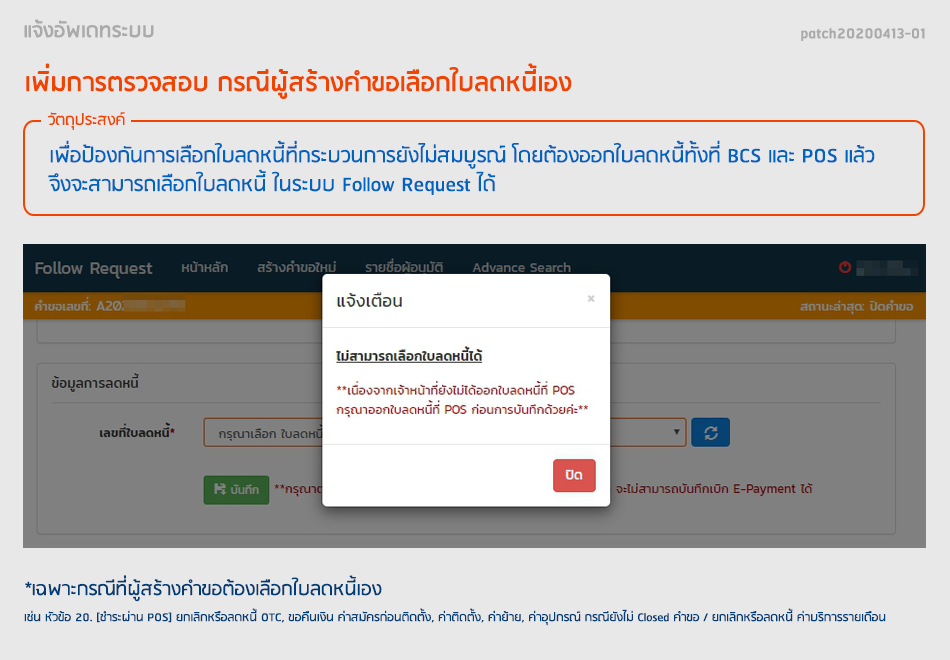 แจ้งอัพเดทระบบ
patch20200413-01
เพิ่มการตรวจสอบ กรณีผู้สร้างคำขอเลือกใบลดหนี้เอง
วัตถุประสงค์
เพื่อป้องกันการเลือกใบลดหนี้ที่กระบวนการยังไม่สมบูรณ์ โดยต้องออกใบลดหนี้ทั้งที่ BCS และ POS แล้ว
จึงจะสามารถเลือกใบลดหนี้ ในระบบ Follow Request ได้
Follow Request หน้าหลัก สร้างคำขอใหม่ รายชื่อผู้อนุมัติ Advance Search
คำขอเลขที่: สถานะล่าสุด: ปิดคำขอ
แจ้งเตือน ×
ไม่สามารถเลือกใบลดหนี้ได้
**เนื่องจากเจ้าหน้าที่ยังไม่ได้ออกใบลดหนี้ที่ POS
กรุณาออกใบลดหนี้ที่ POS ก่อนการบันทึกด้วยค่ะ**
ปิด
ข้อมูลการลดหนี้
เลขที่ใบลดหนี้* กรุณาเลือก ใบลดหนี้
บันทึก จะไม่สามารถบันทึกเบิก E-Payment ได้
*เฉพาะกรณีที่ผู้สร้างคำขอต้องเลือกใบลดหนี้เอง
เช่น หัวข้อ 20. [ชำระผ่าน POS] ยกเลิกหรือลดหนี้ OTC, ขอคืนเงิน ค่าสมัครก่อนติดตั้ง, ค่าติดตั้ง, ค่าย้าย, ค่าอุปกรณ์ กรณียังไม่ Closed คำขอ / ยกเลิกหรือลดหนี้ ค่าบริการรายเดือน